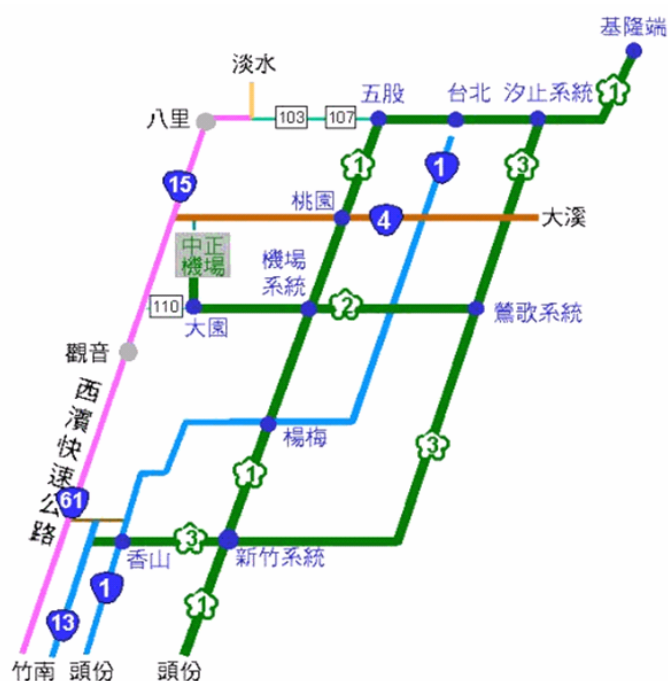 基隆端
淡水
1
五股
台北
汐止系統
八里
103
107
1
1
3
15
桃園
4
大溪
中正
機場
機場
系統
110
大園
2
鶯歌系統
觀音
西濱快速公路
楊梅
3
1
61
香山
3
新竹系統
1
13
1
竹南
頭份
頭份